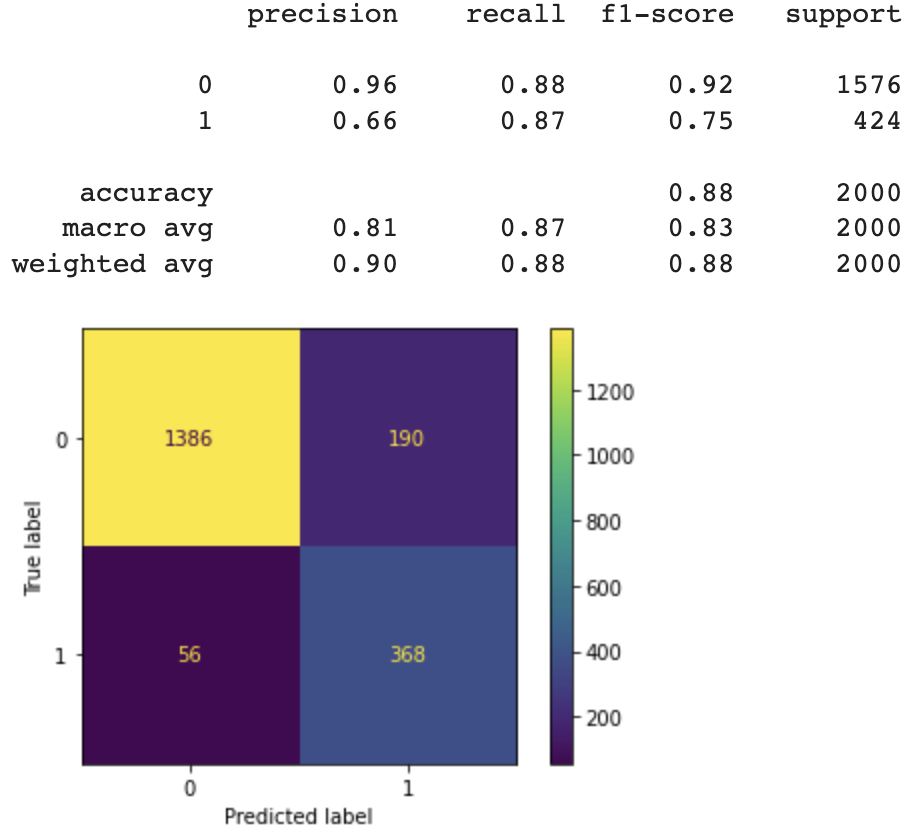 precision recall f1-score support
0 0.96 0.88 0.92 1576
1 0.66 0.87 0.75 424
accuracy 0.88 2000
macro avg 0.81 0.87 0.83 2000
weighted avg 0.90 0.88 0.88 2000
1386 190
56 368
0
1
True label
0 1
Predicted label
1200
1000
800
600
400
200